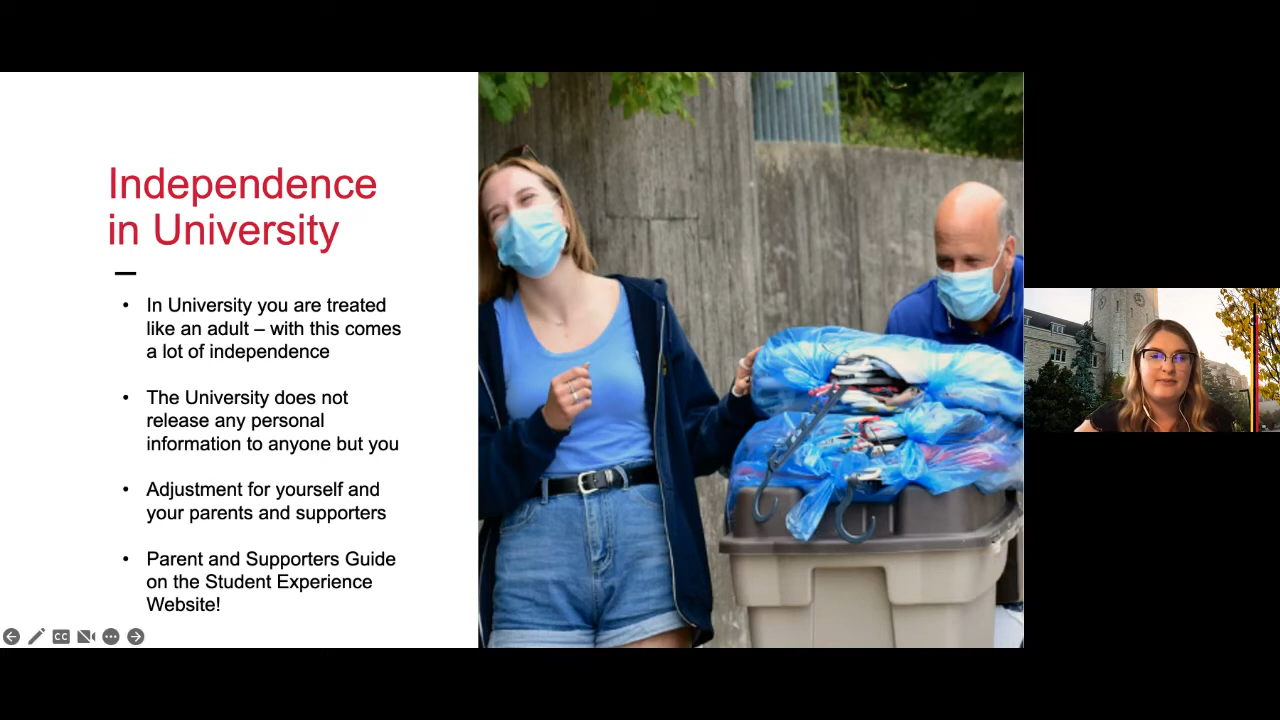 Independence
in University
• In University you are treated
like an adult – with this comes
a lot of independence
• The University does not
release any personal
information to anyone but you
• Adjustment for yourself and
your parents and supporters
• Parent and Supporters Guide
on the Student Experience
Website!
CC